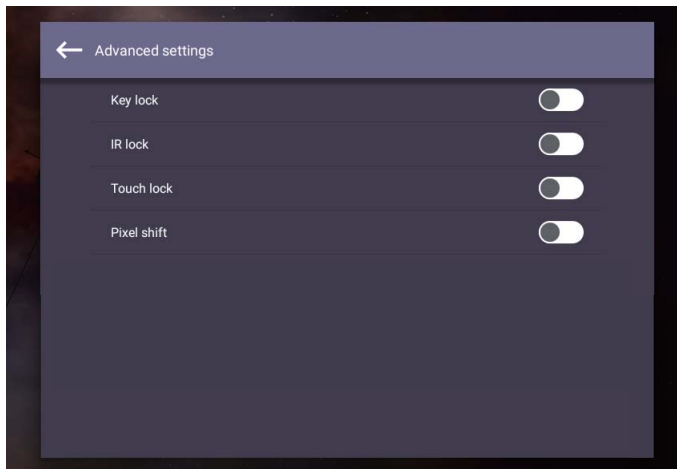 Advanced settings
Key lock
IR lock
Touch lock
Pixel shift